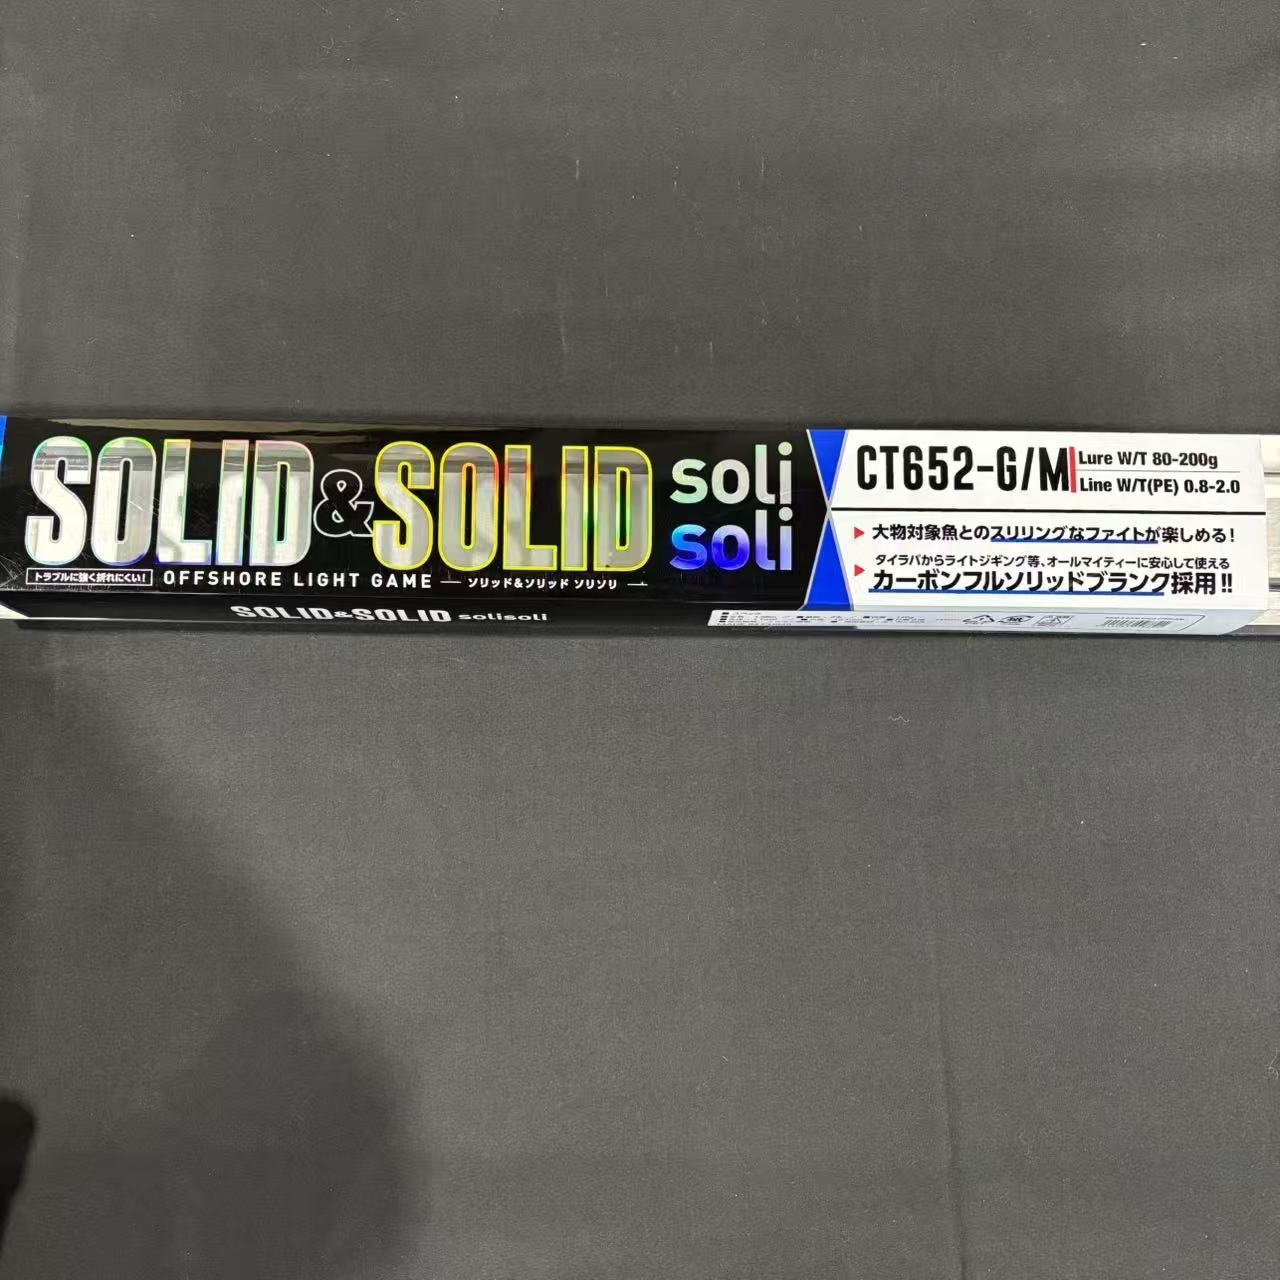 SOLID&SOLID
soli
soli
トラブルに強く折れにくい!
OFFSHORE LIGHT GAME
ソリッド&ソリッド ソリソリ
CT652-G/M
Lure W/T 80-200g
Line W/T(PE) 0.8-2.0
大物対象魚とのスリリングなファイトが楽しめる!
タイラバからライトジギング等、オールマイティーに安心して使える
カーボンフルソリッドブランク採用!!
SOLID&SOLID solisoli